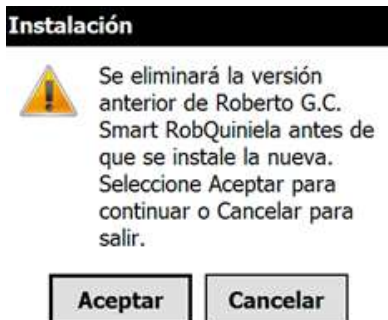 Instalación
Se eliminará la versión
anterior de Roberto G.C.
Smart RobQuiniela antes de
que se instale la nueva.
Seleccione Aceptar para
continuar o Cancelar para
salir.
Aceptar Cancelar